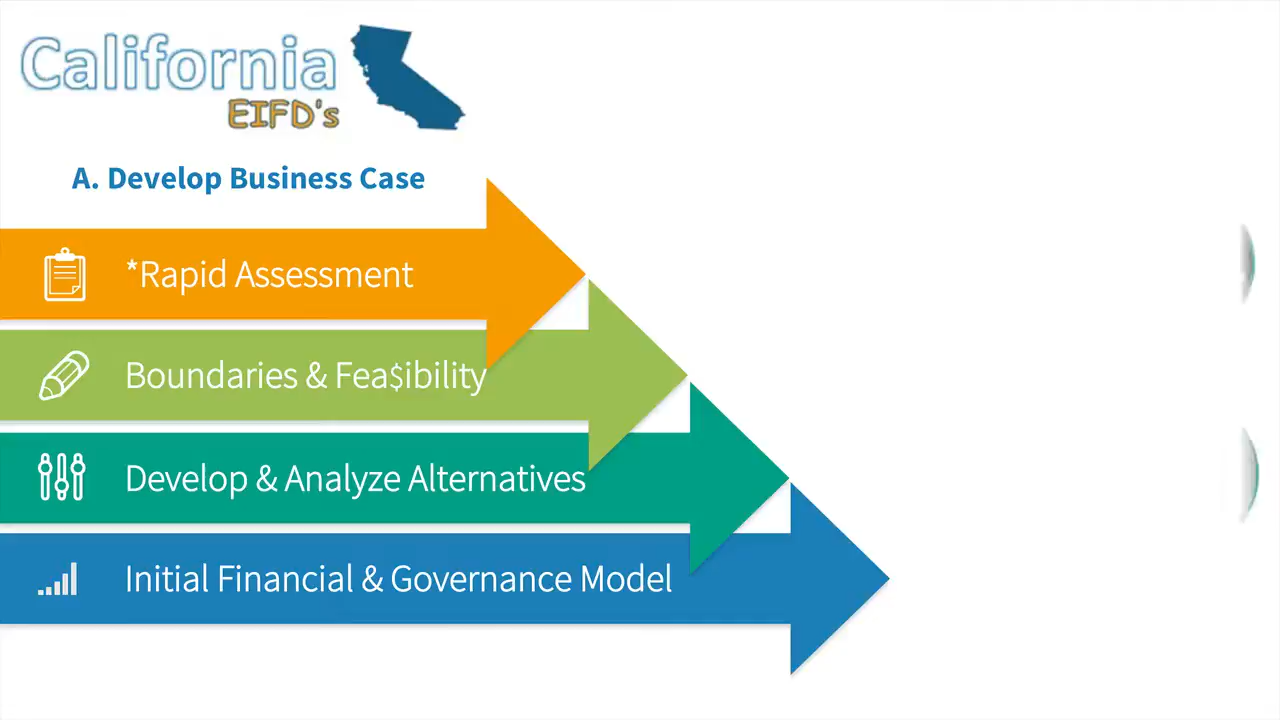 California
EIFD's
A. Develop Business Case
*Rapid Assessment
Boundaries & Fea$ibility
Develop & Analyze Alternatives
Initial Financial & Governance Model